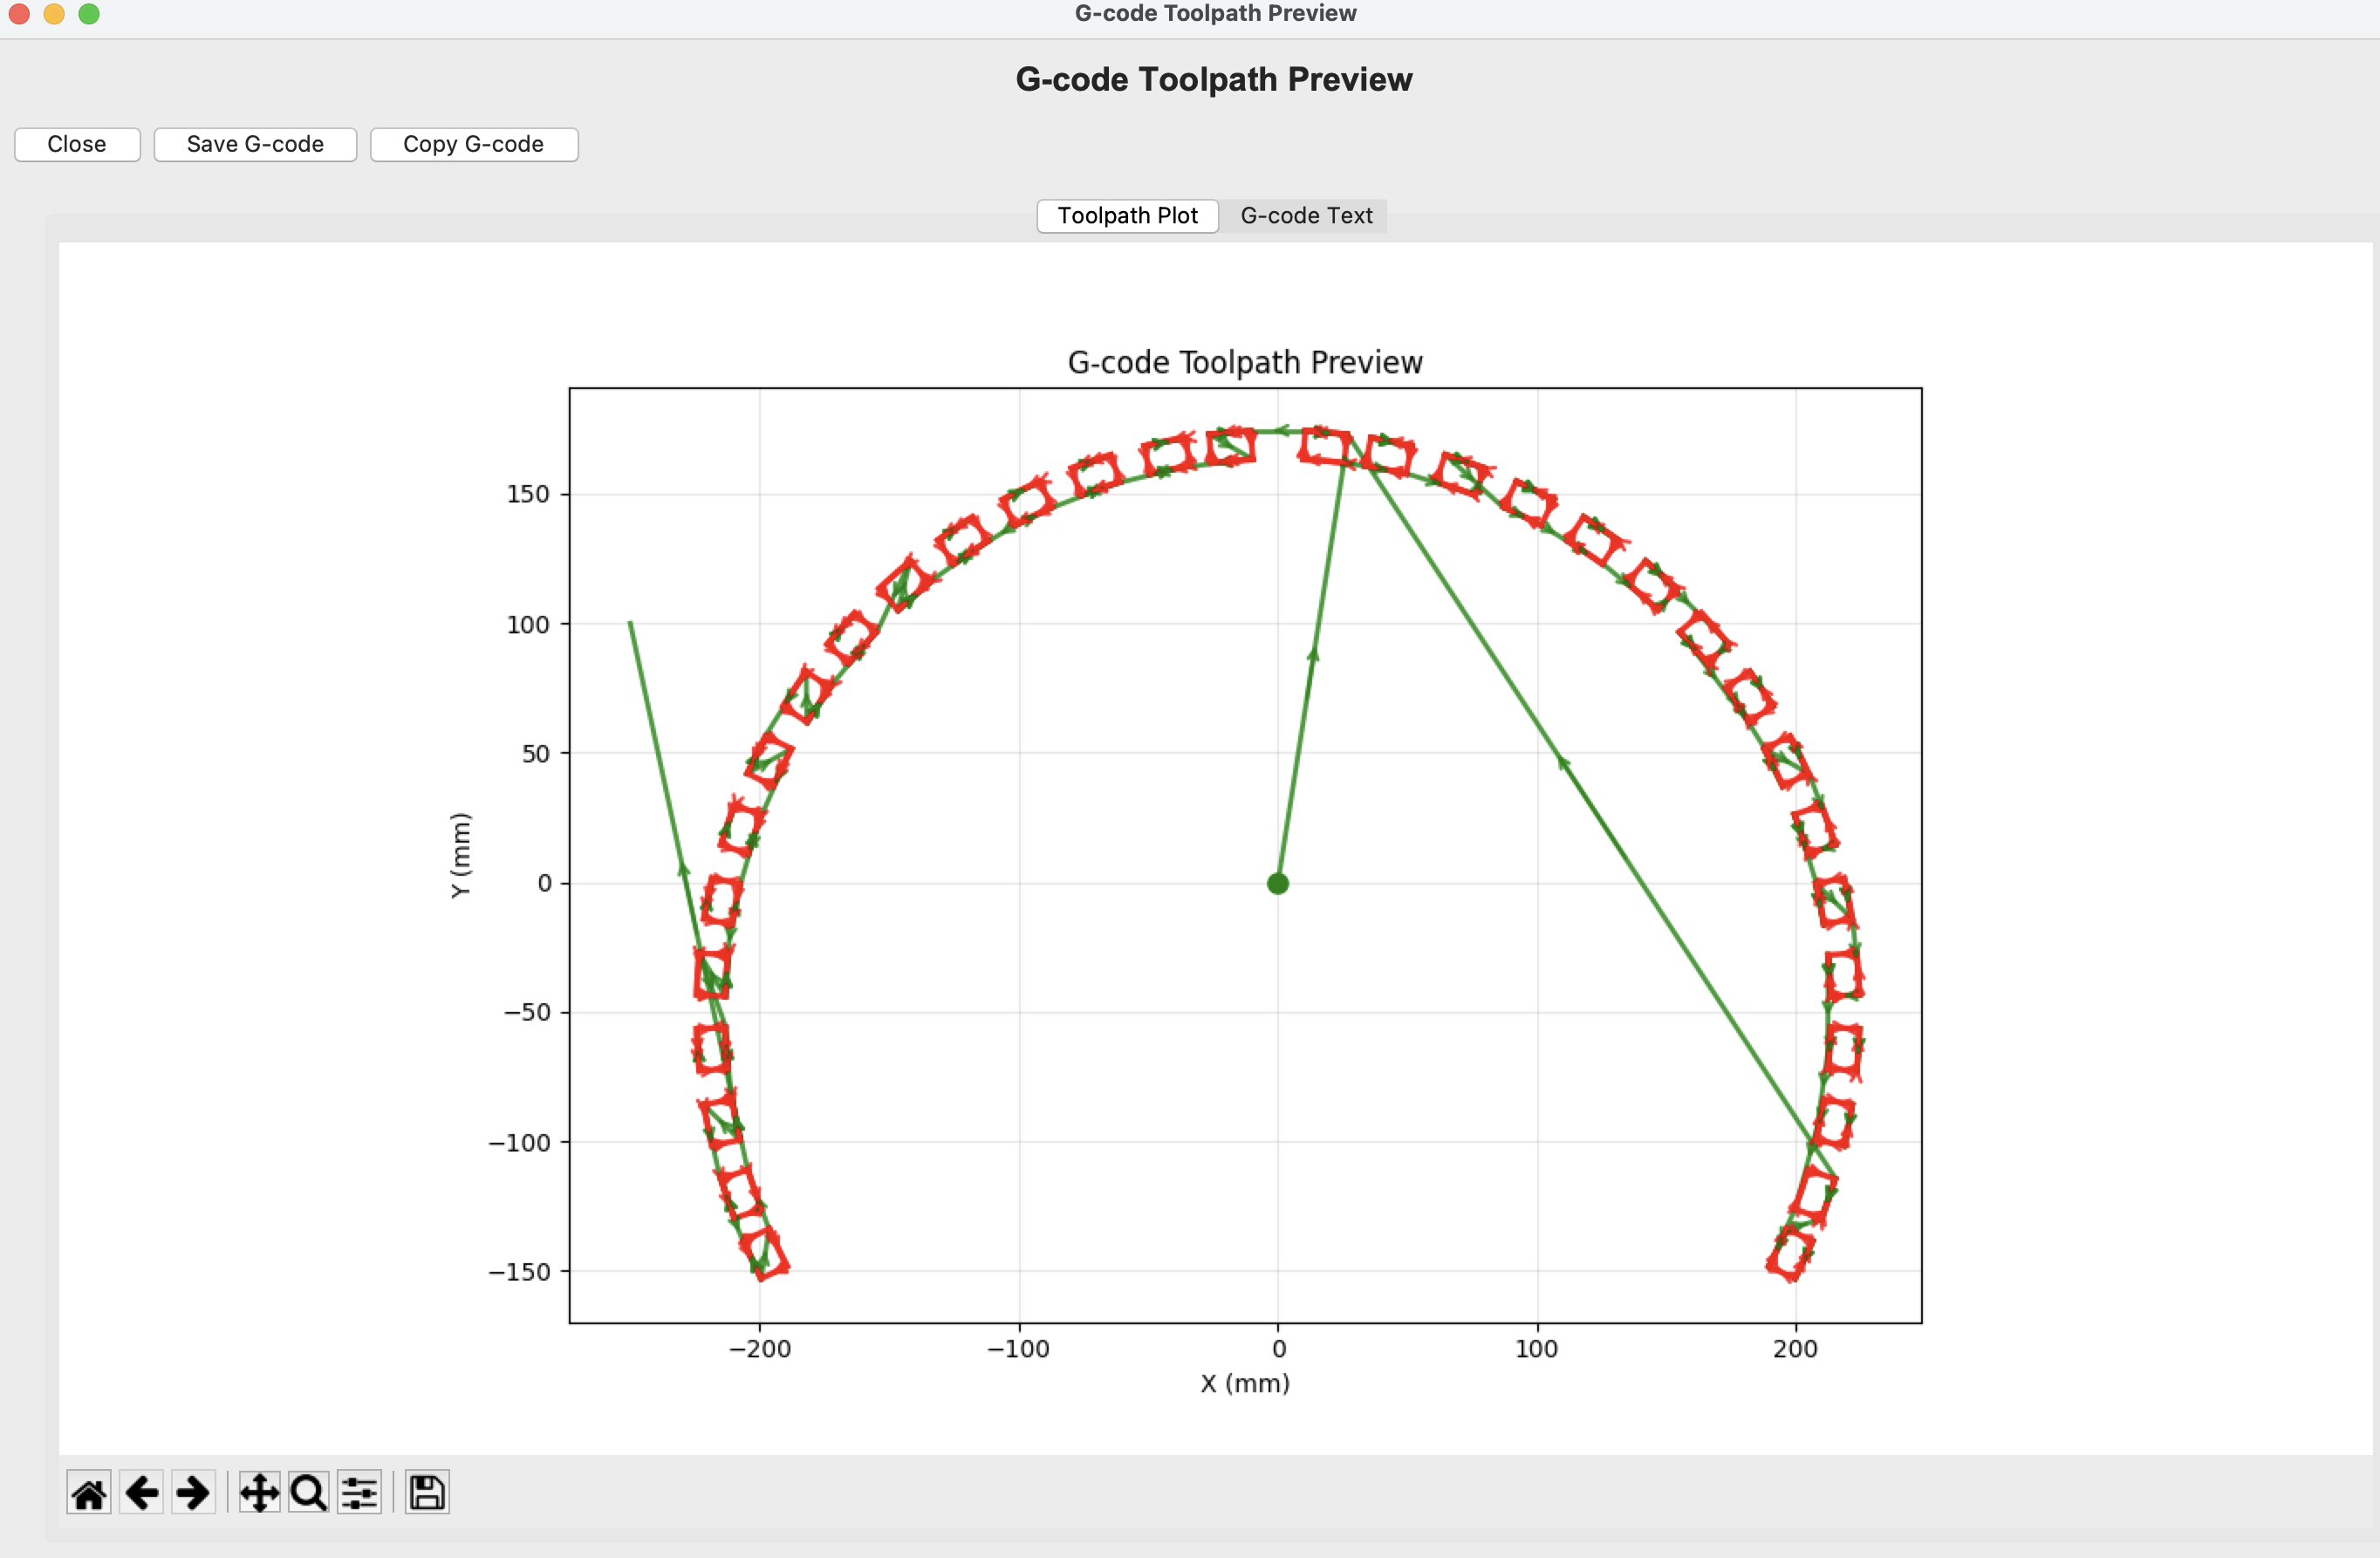 G-code Toolpath Preview
G-code Toolpath Preview
Close Save G-code Copy G-code
Toolpath Plot G-code Text
G-code Toolpath Preview
150
100
50
0
−50
−100
−150
Y (mm)
−200 −100 0 100 200
X (mm)